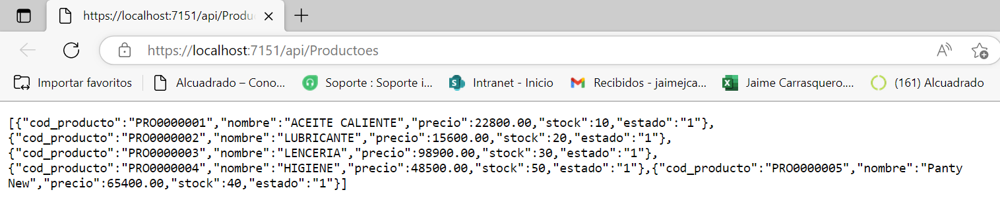 https://localhost:7151/api/Produ
https://localhost:7151/api/Productoes
Importar favoritos Alcuadrado – Cono... Soporte : Soporte i... Intranet - Inicio Recibidos - jaimejca... Jaime Carrasquero.... (161) Alcuadrado
[{"cod_producto":"PRO0000001","nombre":"ACEITE CALIENTE","precio":22800.00,"stock":10,"estado":"1"},
{"cod_producto":"PRO0000002","nombre":"LUBRICANTE","precio":15600.00,"stock":20,"estado":"1"},
{"cod_producto":"PRO0000003","nombre":"LENCERIA","precio":98900.00,"stock":30,"estado":"1"},
{"cod_producto":"PRO0000004","nombre":"HIGIENE","precio":48500.00,"stock":50,"estado":"1"},{"cod_producto":"PRO0000005","nombre":"Panty
New","precio":65400.00,"stock":40,"estado":"1"}]